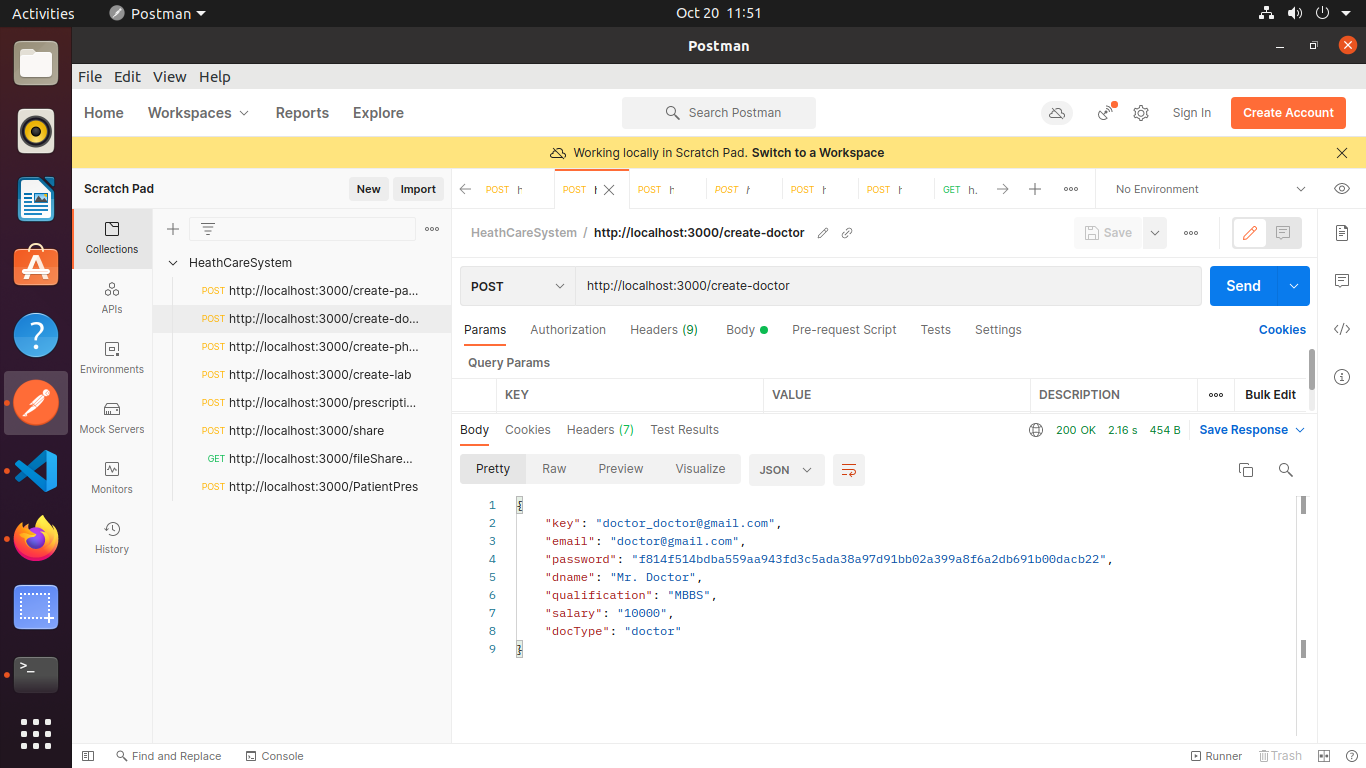 Activities Postman Oct 20 11:51
Postman
File Edit View Help
Home Workspaces Reports Explore Search Postman Sign In Create Account
Working locally in Scratch Pad. Switch to a Workspace
Scratch Pad New Import
POST POST POST POST POST POST GET h. No Environment
Collections
APIs
Environments
Mock Servers
Monitors
History
HeathCareSystem
POST http://localhost:3000/create-pa...
POST http://localhost:3000/create-do...
POST http://localhost:3000/create-ph...
POST http://localhost:3000/create-lab
POST http://localhost:3000/prescripti...
POST http://localhost:3000/share
GET http://localhost:3000/fileShare...
POST http://localhost:3000/PatientPres
HeathCareSystem / http://localhost:3000/create-doctor Save
POST http://localhost:3000/create-doctor Send
Params Authorization Headers (9) Body Pre-request Script Tests Settings Cookies
Query Params
KEY VALUE DESCRIPTION Bulk Edit
Body Cookies Headers (7) Test Results 200 OK 2.16 s 454 B Save Response
Pretty Raw Preview Visualize JSON
1 {
2 "key": "doctor_doctor@gmail.com",
3 "email": "doctor@gmail.com",
4 "password": "f814f514bdba559aa943fd3c5ada38a97d91bb02a399a8f6a2db691b00dacb22",
5 "dname": "Mr. Doctor",
6 "qualification": "MBBS",
7 "salary": "10000",
8 "docType": "doctor"
9 }
Find and Replace Console Runner Trash